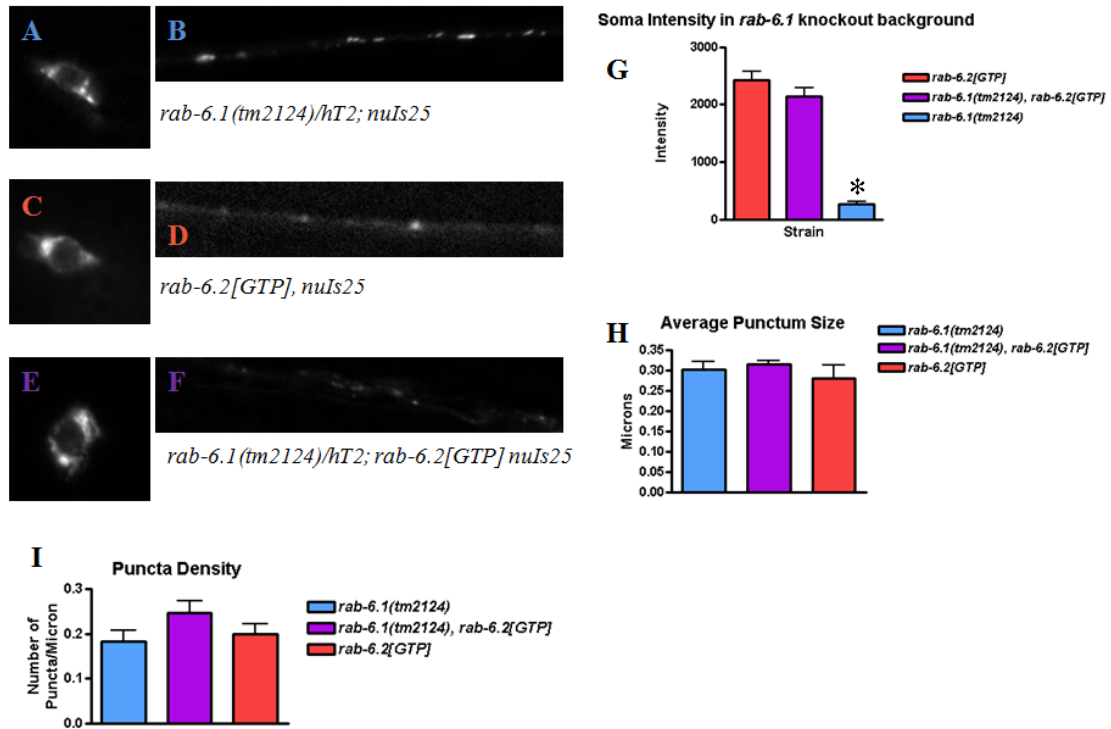 A
B
rab-6.1(tm2124)/hT2; nuIs25
C
D
rab-6.2[GTP], nuIs25
E
F
rab-6.1(tm2124)/hT2; rab-6.2[GTP] nuIs25
Soma Intensity in rab-6.1 knockout background
G
3000
2000
1000
0
Intensity
*
Strain
rab-6.2[GTP]
rab-6.1(tm2124), rab-6.2[GTP]
rab-6.1(tm2124)
H
Average Punctum Size
0.35
0.30
0.25
0.20
0.15
0.10
0.05
0.00
Microns
rab-6.1(tm2124)
rab-6.1(tm2124), rab-6.2[GTP]
rab-6.2[GTP]
I
Puncta Density
0.3
0.2
0.1
0.0
Number of
Puncta/Micron
rab-6.1(tm2124)
rab-6.1(tm2124), rab-6.2[GTP]
rab-6.2[GTP]